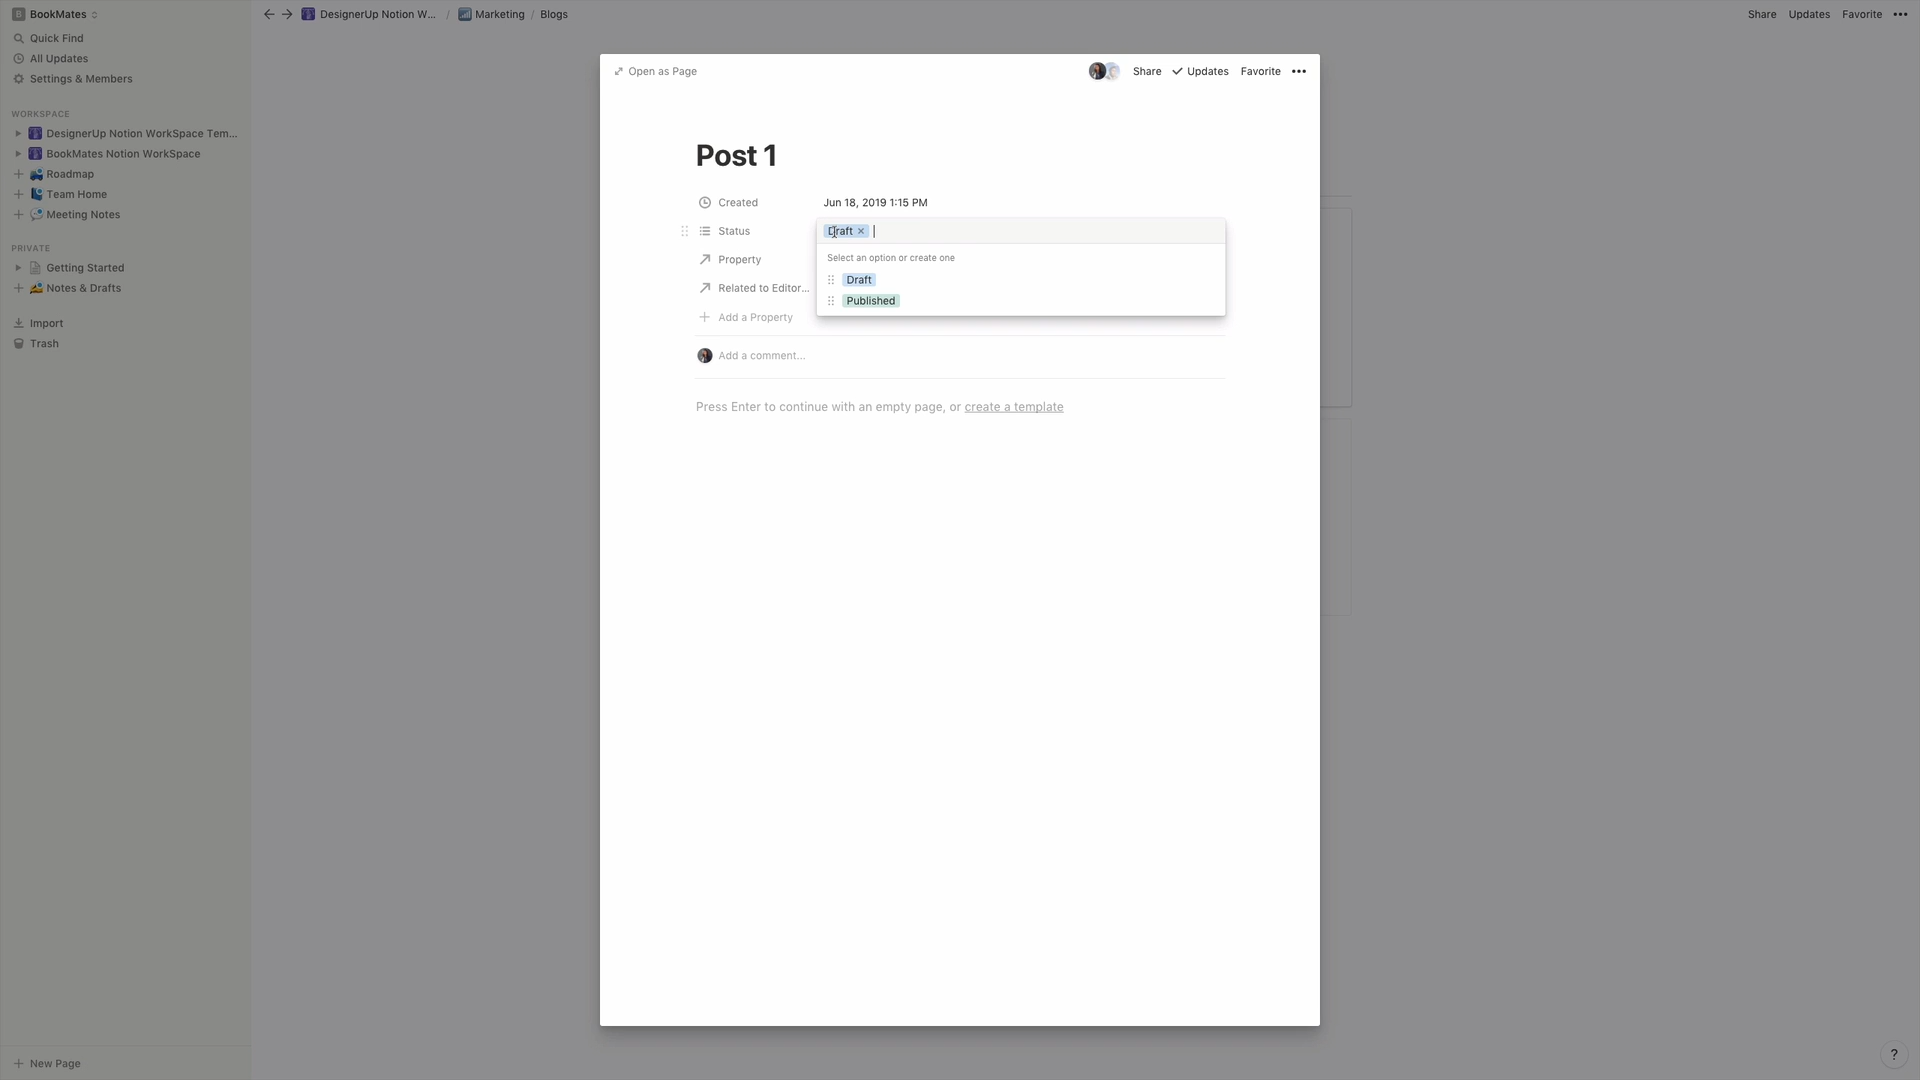 B BookMates
Quick Find
All Updates
Settings & Members
WORKSPACE
DesignerUp Notion WorkSpace Tem...
BookMates Notion WorkSpace
Roadmap
Team Home
Meeting Notes
PRIVATE
Getting Started
Notes & Drafts
Import
Trash
New Page
DesignerUp Notion W... / Marketing / Blogs
Share Updates Favorite
Open as Page
Share Updates Favorite
Post 1
Created Jun 18, 2019 1:15 PM
Status Draft
Property
Related to Editor...
Select an option or create one
Draft
Published
Add a Property
Add a comment...
Press Enter to continue with an empty page, or create a template
?